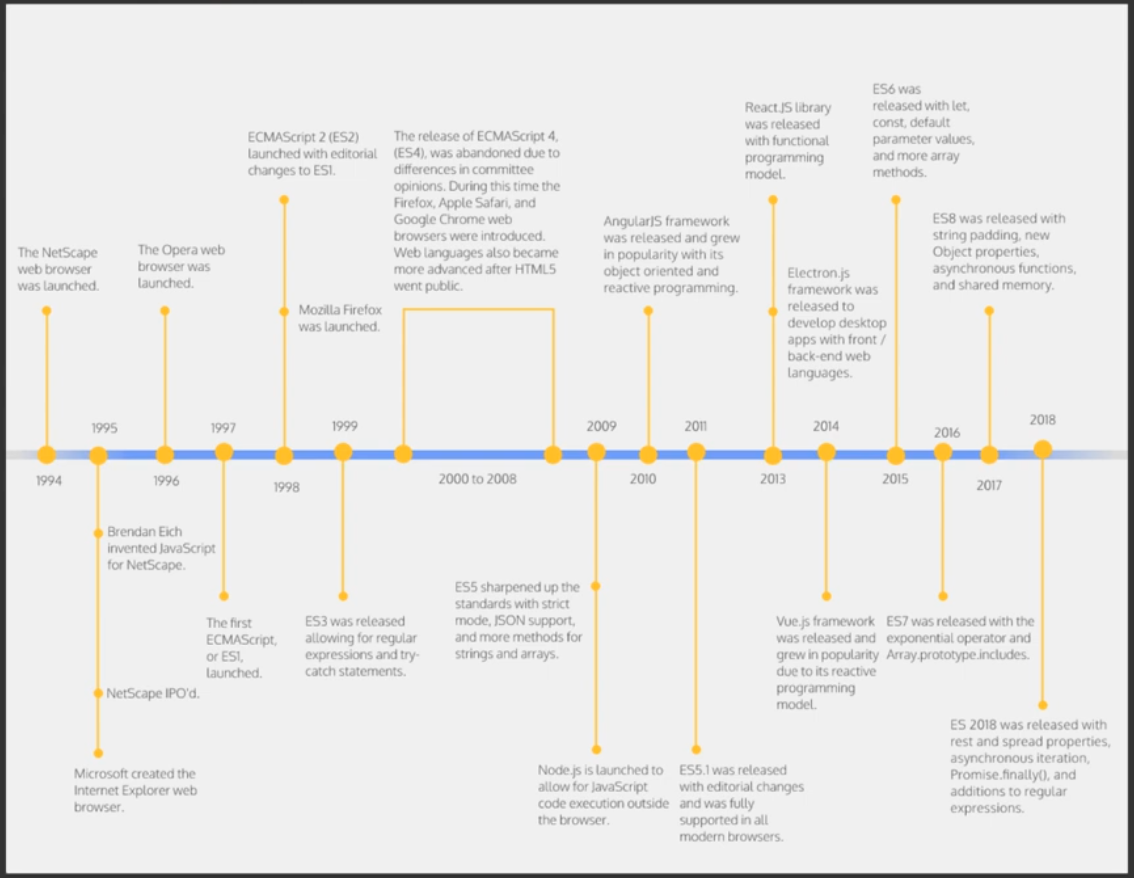 The NetScape
web browser
was launched.
1994
1995
Brendan Eich
invented JavaScript
for NetScape.
NetScape IPO'd.
Microsoft created the
Internet Explorer web
browser.
The Opera web
browser was
launched.
1996
1997
The first
ECMAScript,
or ES1,
launched.
ECMAScript 2 (ES2)
launched with editorial
changes to ES1.
Mozilla Firefox
was launched.
1998
1999
ES3 was released
allowing for regular
expressions and try-
catch statements.
The release of ECMAScript 4,
(ES4), was abandoned due to
differences in committee
opinions. During this time the
Firefox, Apple Safari, and
Google Chrome web
browsers were introduced.
Web languages also became
more advanced after HTML5
went public.
2000 to 2008
2009
ES5 sharpened up the
standards with strict
mode, JSON support,
and more methods for
strings and arrays.
Node.js is launched to
allow for JavaScript
code execution outside
the browser.
AngularJS framework
was released and grew
in popularity with its
object oriented and
reactive programming.
2010
2011
ES5.1 was released
with editorial changes
and was fully
supported in all
modern browsers.
React.JS library
was released
with functional
programming
model.
Electron.js
framework was
released to
develop desktop
apps with front /
back-end web
languages.
2013
2014
Vue.js framework
was released and
grew in popularity
due to its reactive
programming
model.
ES6 was
released with let,
const, default
parameter values,
and more array
methods.
2015
2016
ES7 was released with the
exponential operator and
Array.prototype.includes.
ES8 was released with
string padding, new
Object properties,
asynchronous functions,
and shared memory.
2017
2018
ES 2018 was released with
rest and spread properties,
asynchronous iteration,
Promise.finally(), and
additions to regular
expressions.